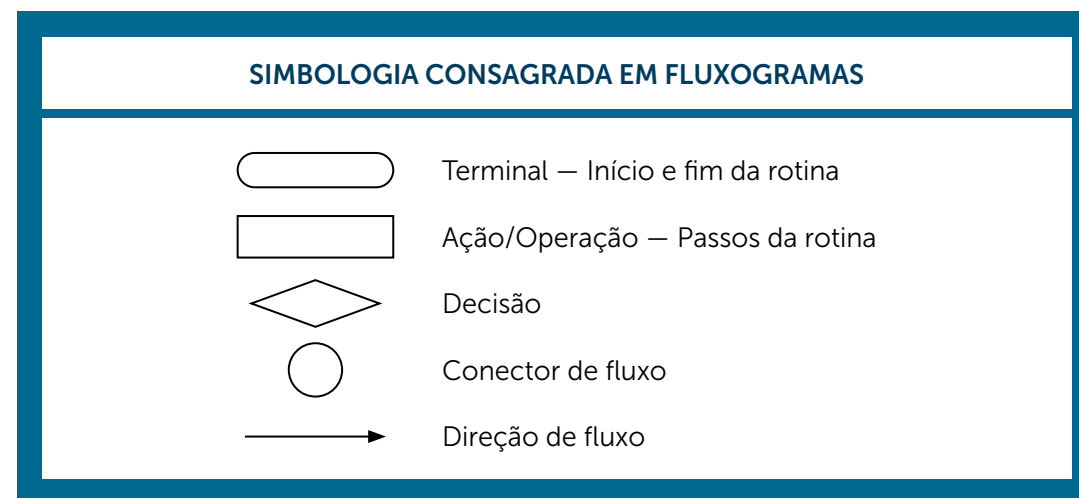 SIMBOLOGIA CONSAGRADA EM FLUXOGRAMAS
Terminal — Início e fim da rotina
Ação/Operação — Passos da rotina
Decisão
Conector de fluxo
Direção de fluxo